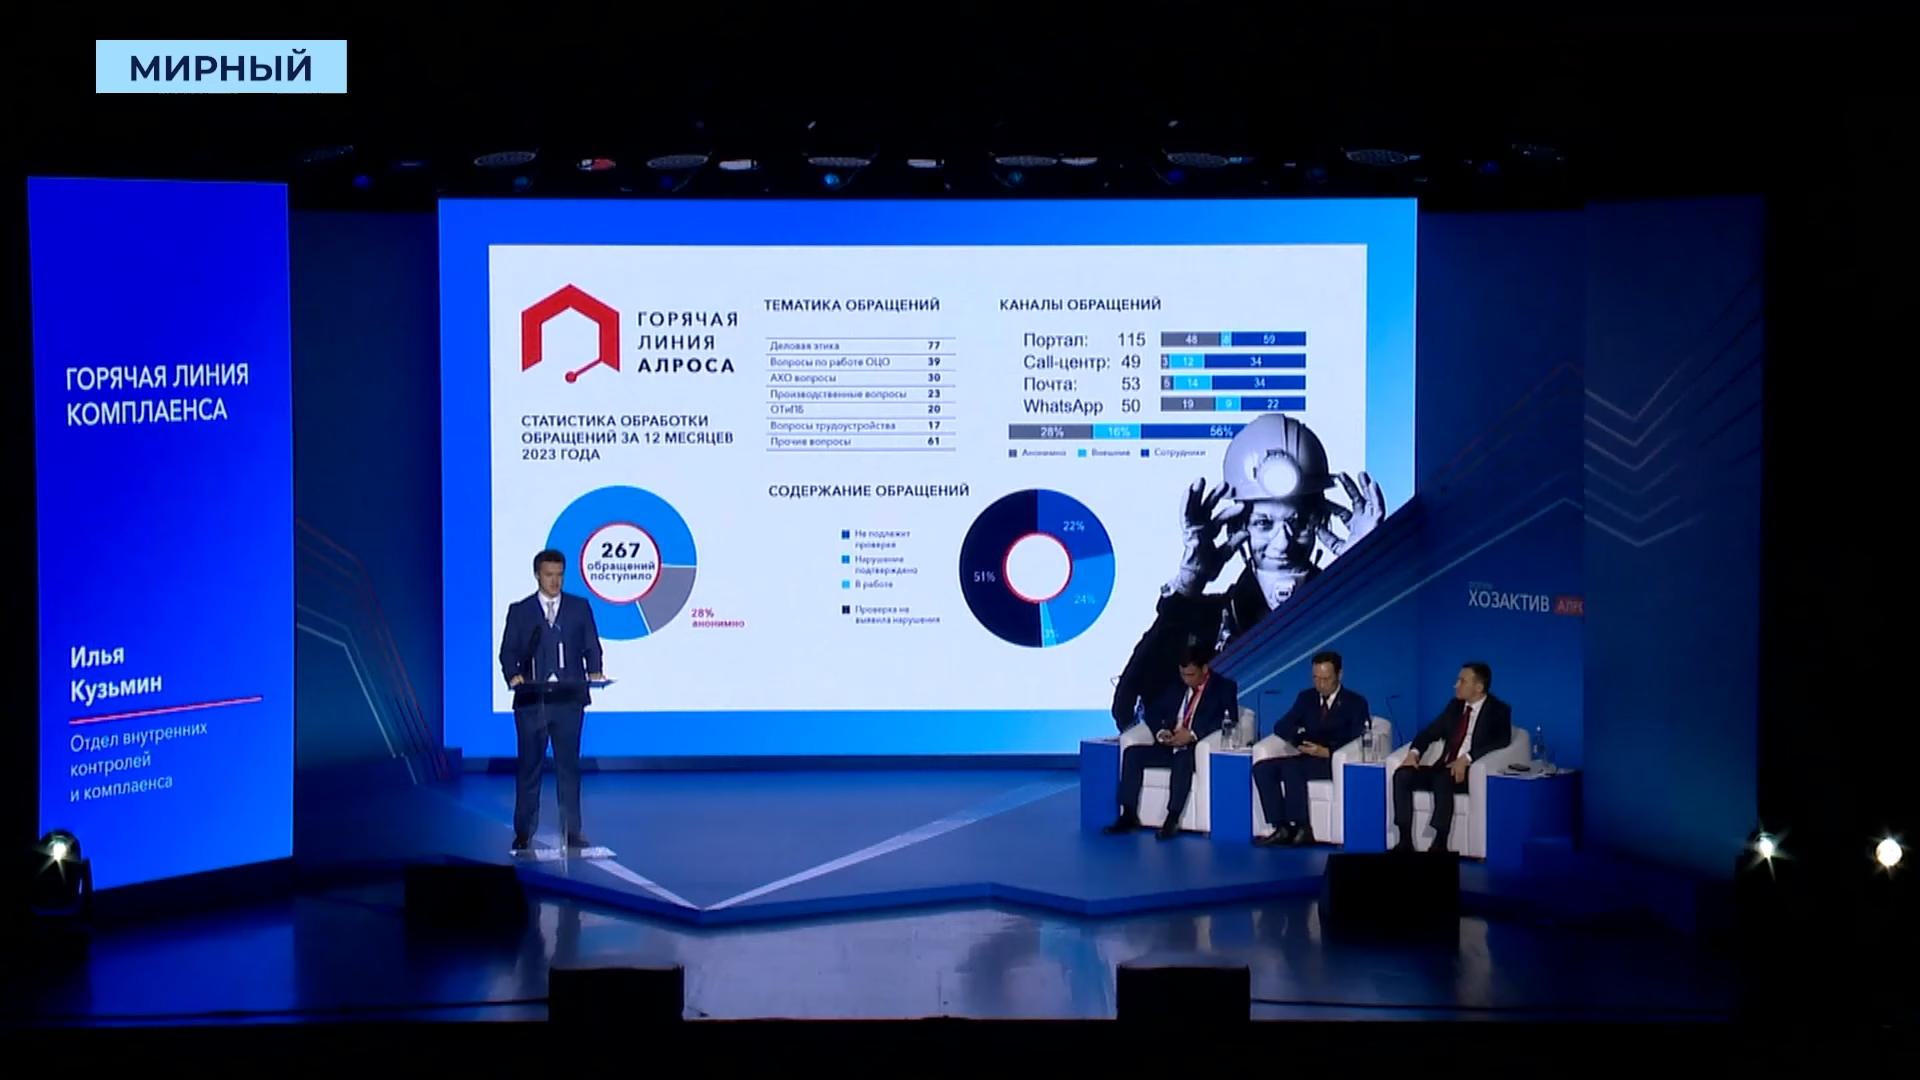 МИРНЫЙ
ГОРЯЧАЯ ЛИНИЯ
КОМПЛАЕНСА
Илья
Кузьмин
Отдел внутренних
контролей
и комплаенса
ГОРЯЧАЯ
ЛИНИЯ
АЛРОСА
СТАТИСТИКА ОБРАБОТКИ
ОБРАЩЕНИЙ ЗА 12 МЕСЯЦЕВ
2023 ГОДА
267
обращений
поступило
28%
анонимно
ТЕМАТИКА ОБРАЩЕНИЙ
Деловая этика 77
Вопросы по работе ОЦО 39
АХО вопросы 30
Производственные вопросы 23
ОТиПБ 20
Вопросы трудоустройства 17
Прочие вопросы 61
КАНАЛЫ ОБРАЩЕНИЙ
Портал: 115 48 8 59
Call-центр: 49 3 12 34
Почта: 53 5 14 34
WhatsApp 50 19 9 22
28% 16% 56%
Анонимно Внешние Сотрудники
СОДЕРЖАНИЕ ОБРАЩЕНИЙ
Не подлежит
проверке
Нарушение
подтверждено
В работе
Проверка не
выявила нарушения
22%
51%
24%
3%
ФОРУМ
ХОЗАКТИВ АЛРО